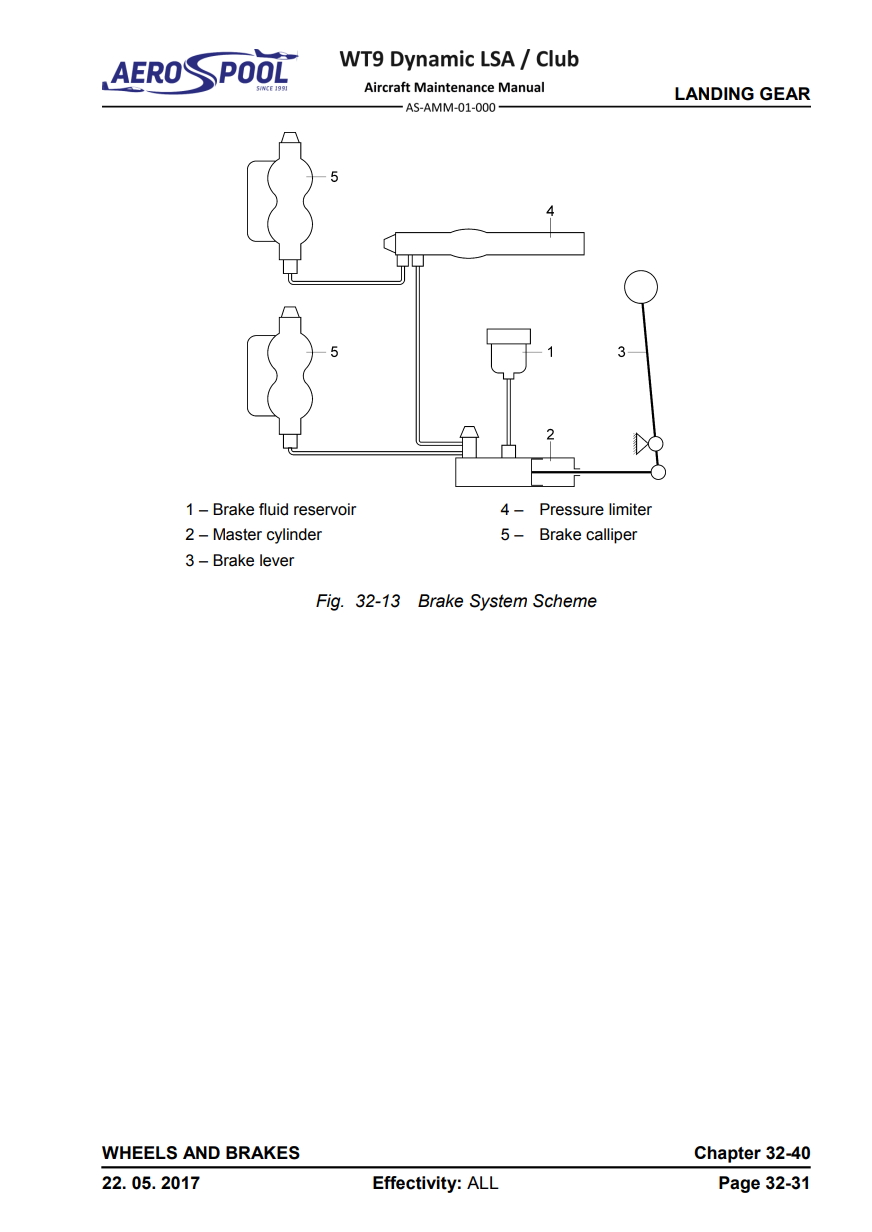 AEROSPOOL
SINCE 1991
WT9 Dynamic LSA / Club
Aircraft Maintenance Manual
AS-AMM-01-000
LANDING GEAR
5
4
5
1
3
2
1 – Brake fluid reservoir
2 – Master cylinder
3 – Brake lever
4 – Pressure limiter
5 – Brake calliper
Fig. 32-13 Brake System Scheme
WHEELS AND BRAKES Chapter 32-40
22. 05. 2017 Effectivity: ALL Page 32-31